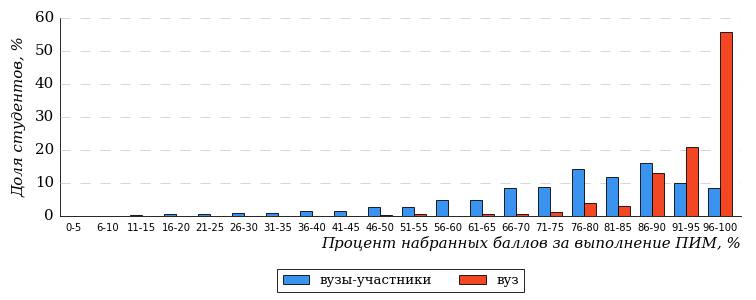 Доля студентов, %
60
50
40
30
20
10
0
0-5 6-10 11-15 16-20 21-25 26-30 31-35 36-40 41-45 46-50 51-55 56-60 61-65 66-70 71-75 76-80 81-85 86-90 91-95 96-100
Процент набранных баллов за выполнение ПИМ, %
вузы-участники вуз